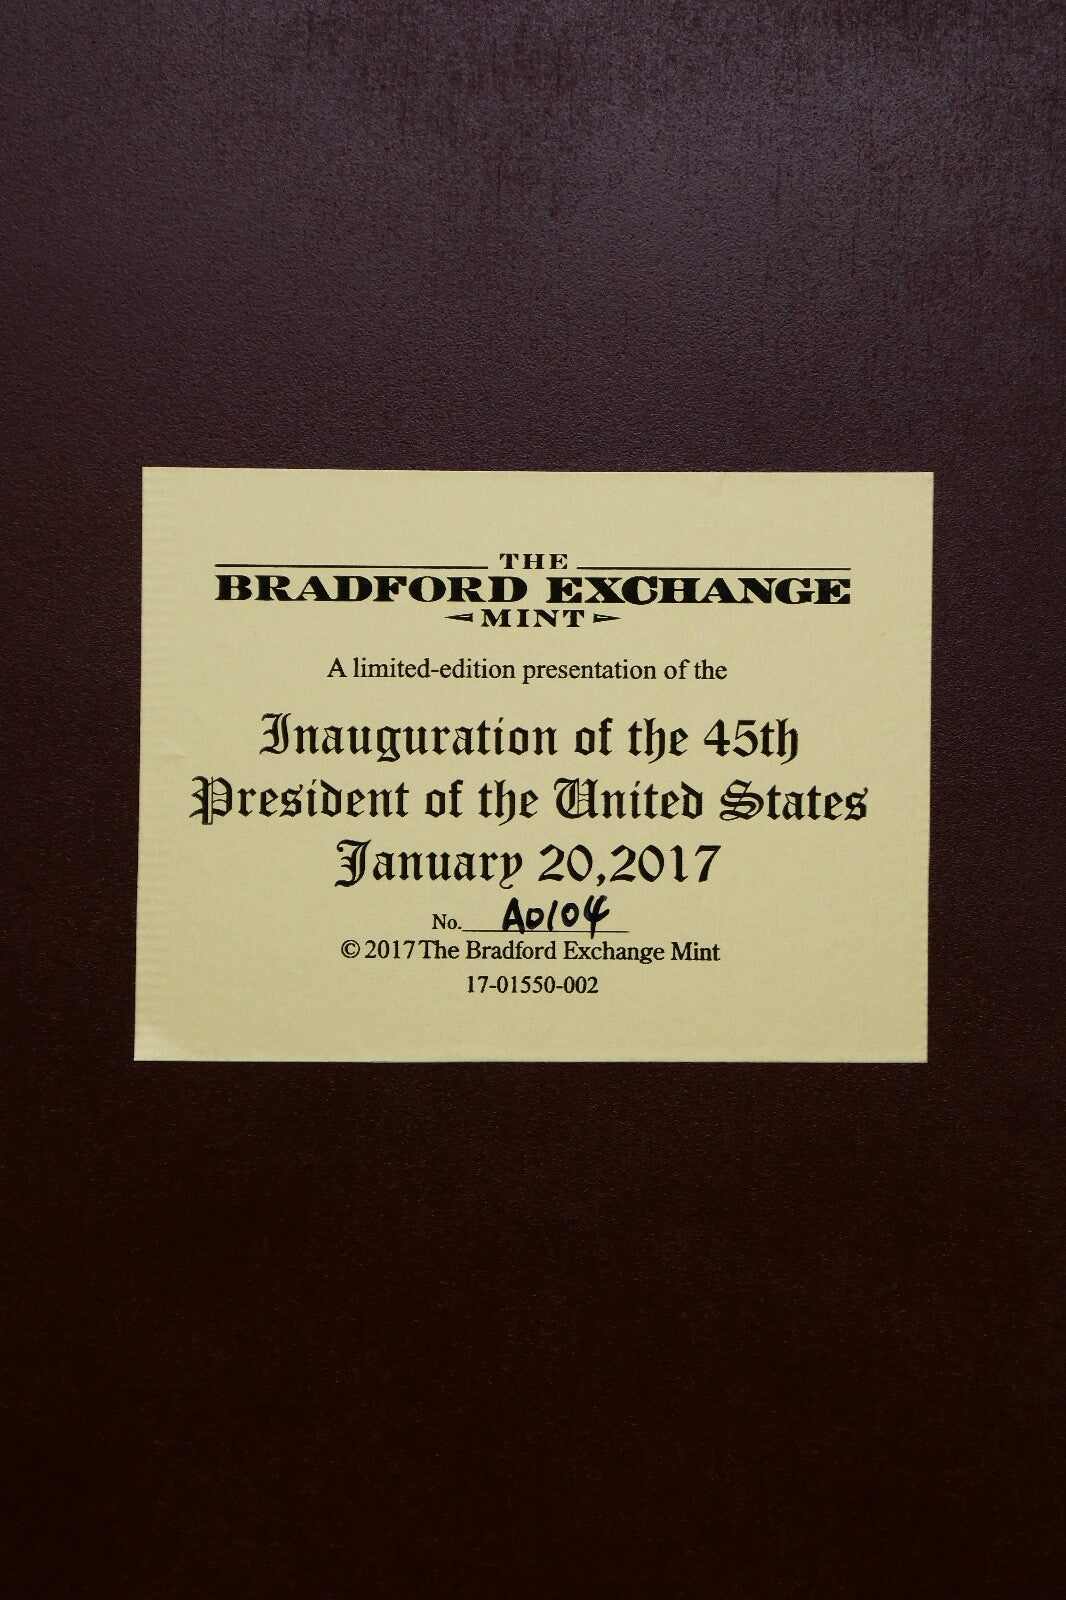 THE
BRADFORD EXCHANGE
MINT
A limited-edition presentation of the
Inauguration of the 45th
President of the United States
January 20,2017
No. A0104
© 2017 The Bradford Exchange Mint
17-01550-002